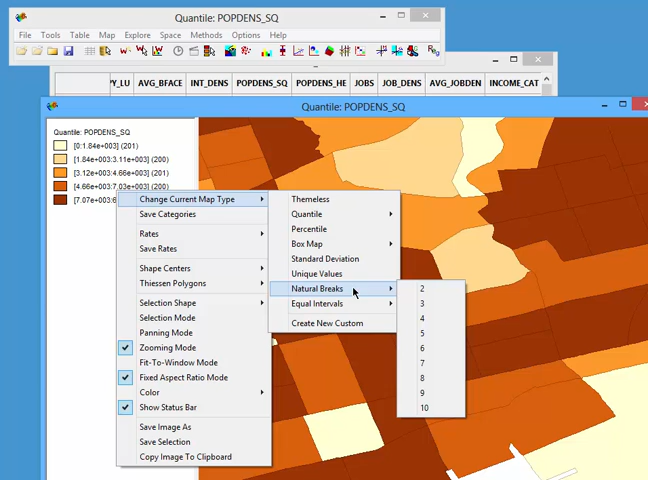 Quantile: POPDENS_SQ
File Tools Table Map Explore Space Methods Options Help
Y_LU AVG_BFACE INT_DENS POPDENS_SQ POPDENS_HE JOBS JOB_DENS AVG_JOBDEN INCOME_CAT
Quantile: POPDENS_SQ
Quantile: POPDENS_SQ
[0:1.84e+003] (201)
[1.84e+003:3.11e+003] (200)
[3.12e+003:4.66e+003] (201)
[4.66e+003:7.03e+003] (200)
[7.07e+003:6
Change Current Map Type
Save Categories
Rates
Save Rates
Shape Centers
Thiessen Polygons
Selection Shape
Selection Mode
Panning Mode
Zooming Mode
Fit-To-Window Mode
Fixed Aspect Ratio Mode
Color
Show Status Bar
Save Image As
Save Selection
Copy Image To Clipboard
Themeless
Quantile
Percentile
Box Map
Standard Deviation
Unique Values
Natural Breaks
Equal Intervals
Create New Custom
2
3
4
5
6
7
8
9
10